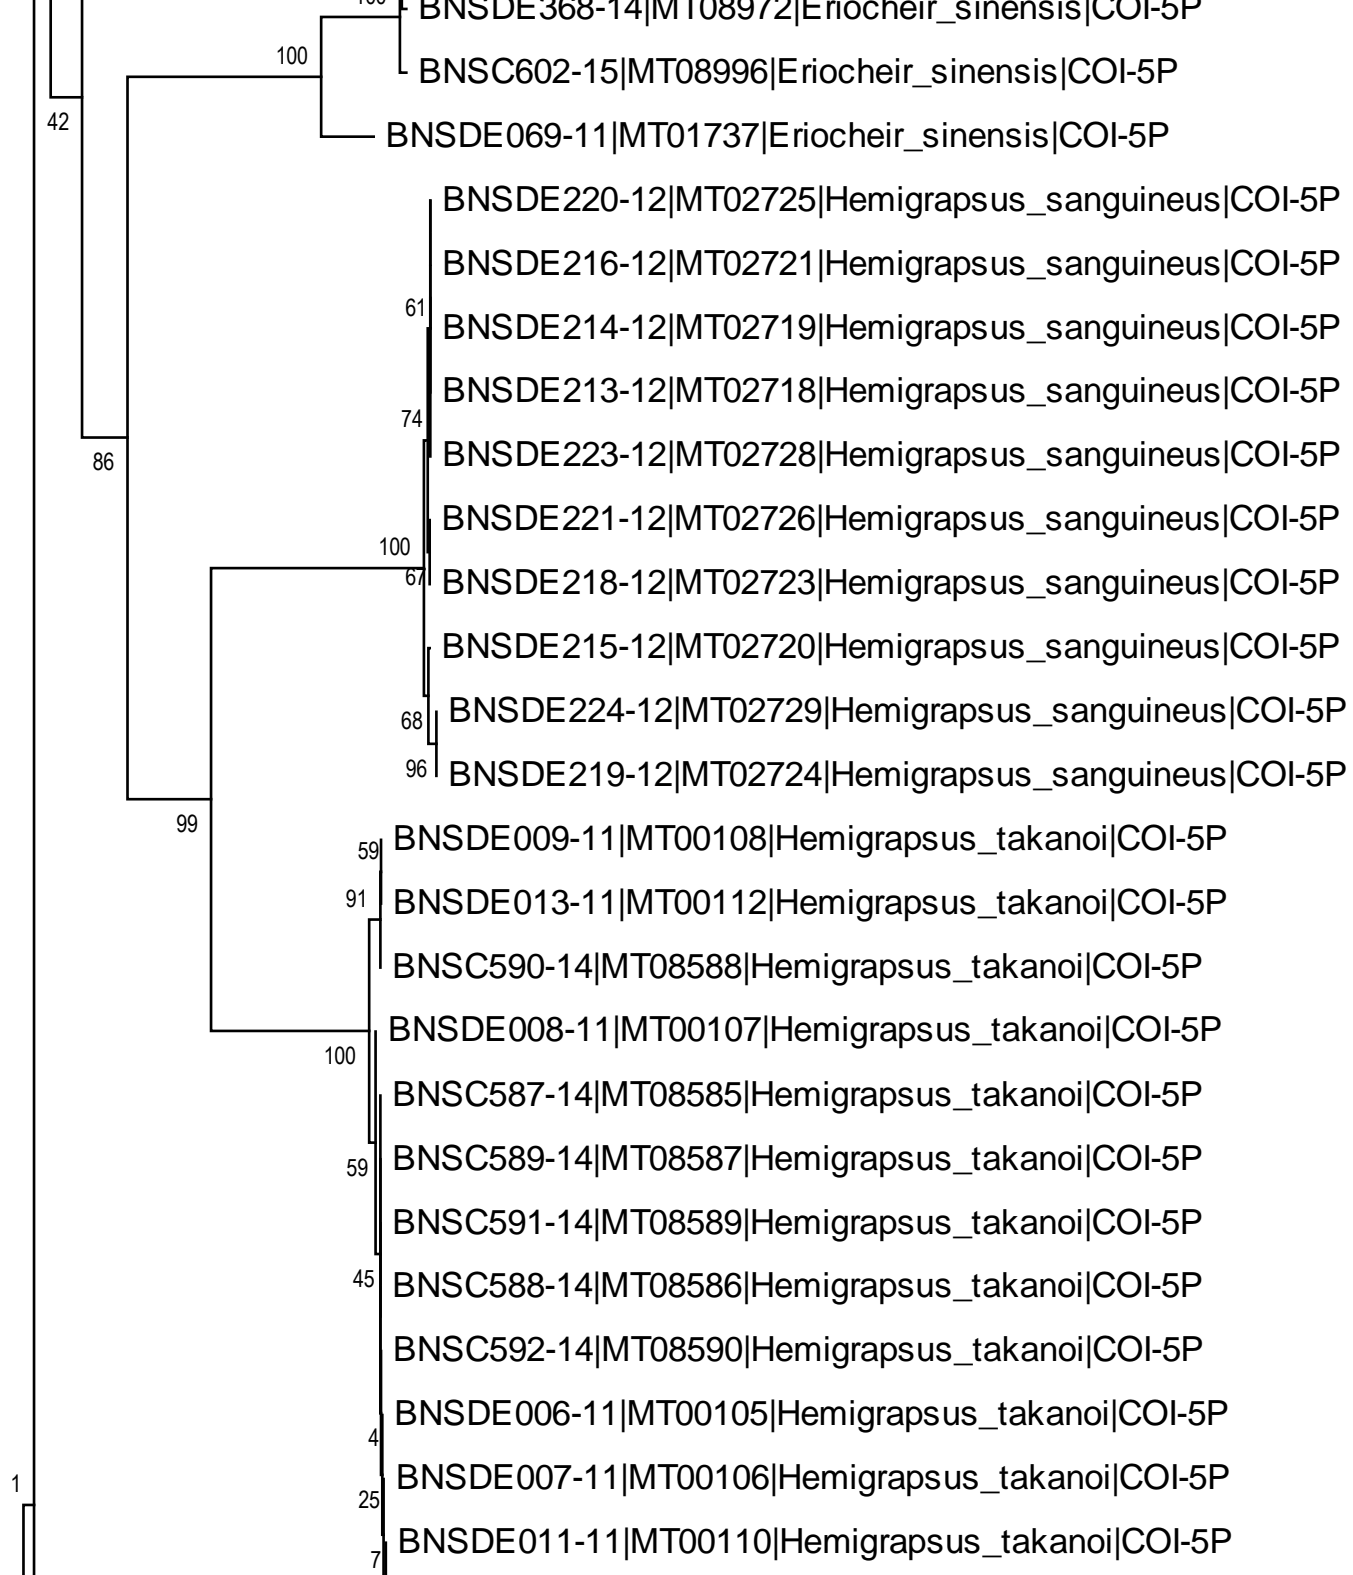 100
BNSDE368-14|MT08972|Eriocheir_sinensis|COI-5P
100
BNSC602-15|MT08996|Eriocheir_sinensis|COI-5P
42
BNSDE069-11|MT01737|Eriocheir_sinensis|COI-5P
BNSDE220-12|MT02725|Hemigrapsus_sanguineus|COI-5P
BNSDE216-12|MT02721|Hemigrapsus_sanguineus|COI-5P
61
BNSDE214-12|MT02719|Hemigrapsus_sanguineus|COI-5P
BNSDE213-12|MT02718|Hemigrapsus_sanguineus|COI-5P
74
BNSDE223-12|MT02728|Hemigrapsus_sanguineus|COI-5P
86
BNSDE221-12|MT02726|Hemigrapsus_sanguineus|COI-5P
100
67
BNSDE218-12|MT02723|Hemigrapsus_sanguineus|COI-5P
BNSDE215-12|MT02720|Hemigrapsus_sanguineus|COI-5P
BNSDE224-12|MT02729|Hemigrapsus_sanguineus|COI-5P
68
96
BNSDE219-12|MT02724|Hemigrapsus_sanguineus|COI-5P
99
BNSDE009-11|MT00108|Hemigrapsus_takanoi|COI-5P
59
91
BNSDE013-11|MT00112|Hemigrapsus_takanoi|COI-5P
BNSC590-14|MT08588|Hemigrapsus_takanoi|COI-5P
BNSDE008-11|MT00107|Hemigrapsus_takanoi|COI-5P
100
BNSC587-14|MT08585|Hemigrapsus_takanoi|COI-5P
BNSC589-14|MT08587|Hemigrapsus_takanoi|COI-5P
59
BNSC591-14|MT08589|Hemigrapsus_takanoi|COI-5P
45
BNSC588-14|MT08586|Hemigrapsus_takanoi|COI-5P
BNSC592-14|MT08590|Hemigrapsus_takanoi|COI-5P
BNSDE006-11|MT00105|Hemigrapsus_takanoi|COI-5P
4
BNSDE007-11|MT00106|Hemigrapsus_takanoi|COI-5P
1
25
BNSDE011-11|MT00110|Hemigrapsus_takanoi|COI-5P
7